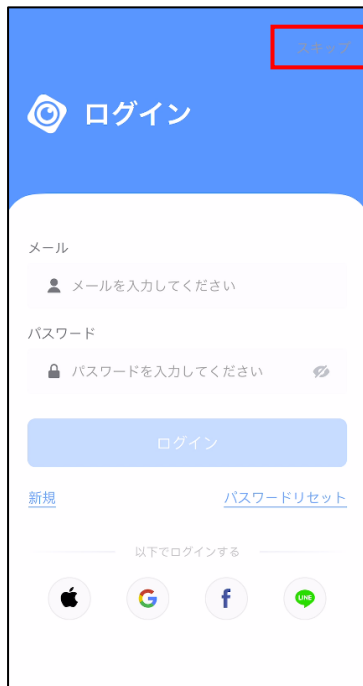 スキップ
ログイン
メール
メールを入力してください
パスワード
パスワードを入力してください
ログイン
新規
パスワードリセット
以下でログインする
G
f
LINE